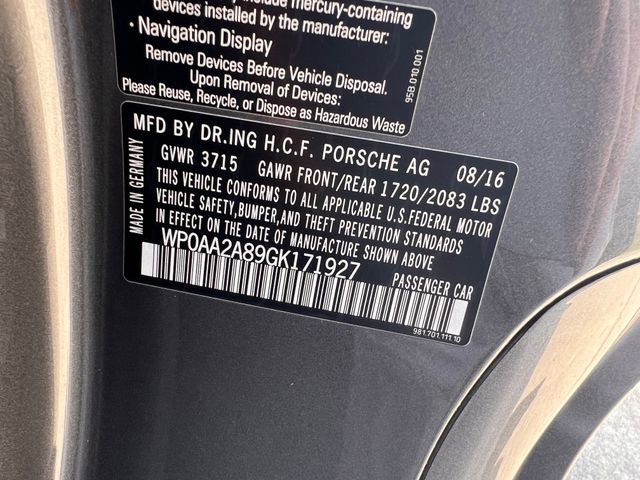 include mercury-containing
devices installed by the manufacturer:
• Navigation Display
Remove Devices Before Vehicle Disposal.
Upon Removal of Devices:
Please Reuse, Recycle, or Dispose as Hazardous Waste
95B.010.001
MFD BY DR.ING H.C.F. PORSCHE AG 08/16
GVWR 3715 GAWR FRONT/REAR 1720/2083 LBS
THIS VEHICLE CONFORMS TO ALL APPLICABLE U.S.FEDERAL MOTOR
VEHICLE SAFETY,BUMPER,AND THEFT PREVENTION STANDARDS
IN EFFECT ON THE DATE OF MANUFACTURE SHOWN ABOVE
WP0AA2A89GK171927
PASSENGER CAR
MADE IN GERMANY
981.701.111.10